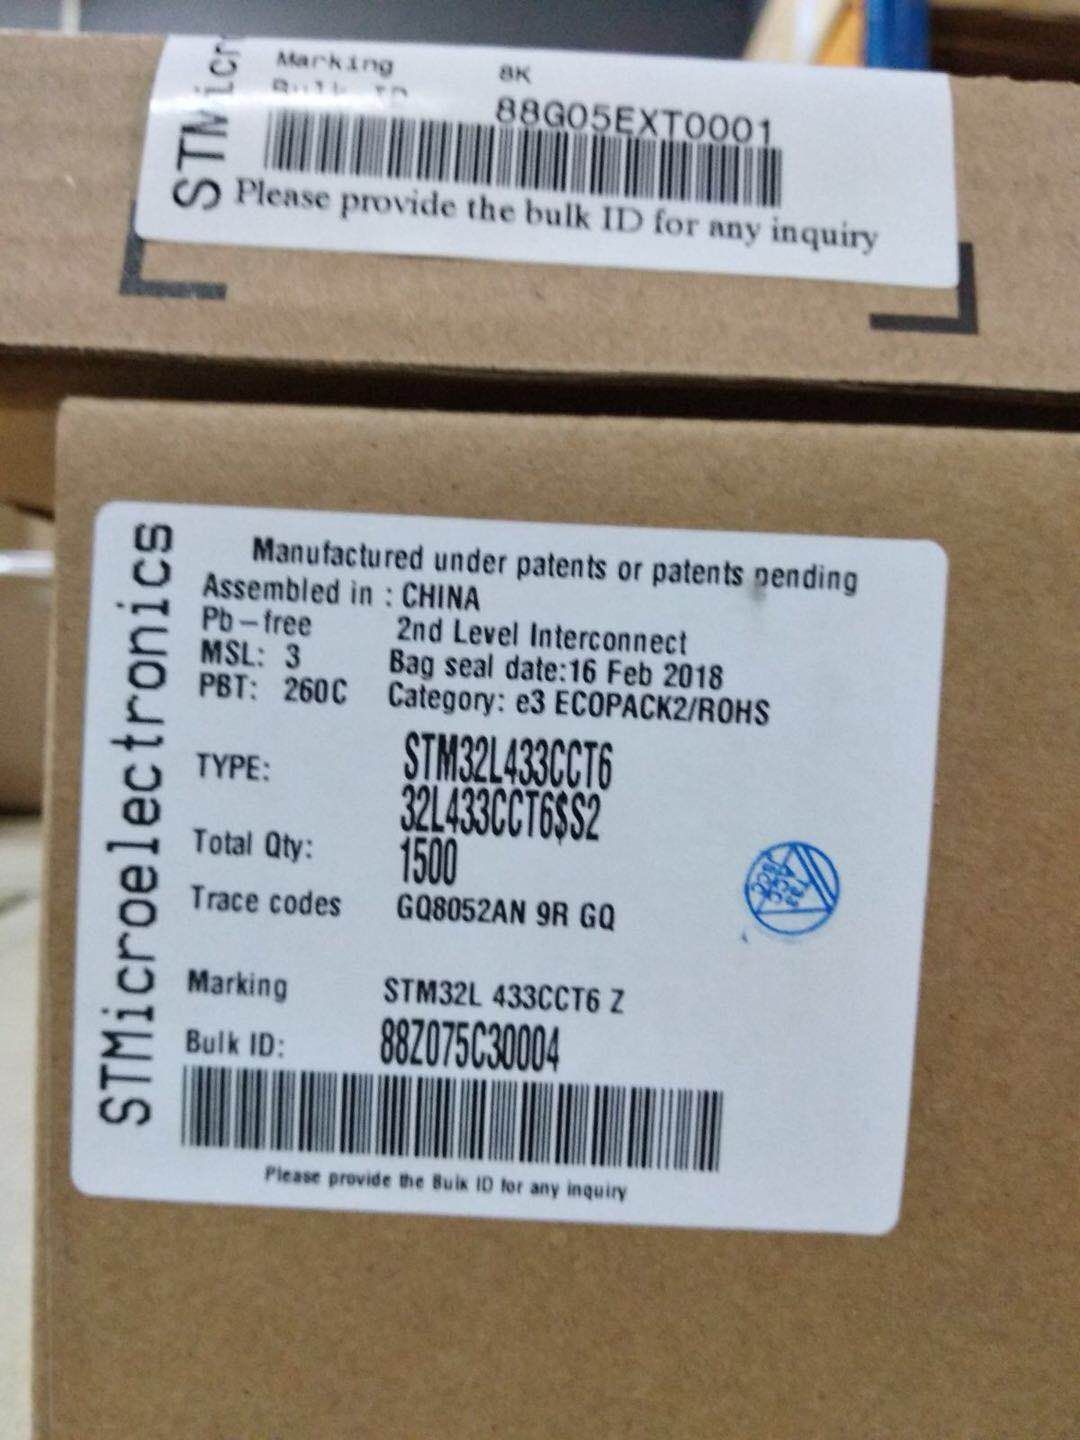 STMicr
Marking 8K
Bulk ID
88G05EXT0001
Please provide the bulk ID for any inquiry
STMicroelectronics
Manufactured under patents or patents pending
Assembled in : CHINA
Pb-free 2nd Level Interconnect
MSL: 3 Bag seal date:16 Feb 2018
PBT: 260C Category: e3 ECOPACK2/ROHS
TYPE: STM32L433CCT6
32L433CCT6$S2
Total Qty: 1500
Trace codes GQ8052AN 9R GQ
Marking STM32L 433CCT6 Z
Bulk ID: 88Z075C30004
Please provide the Bulk ID for any inquiry